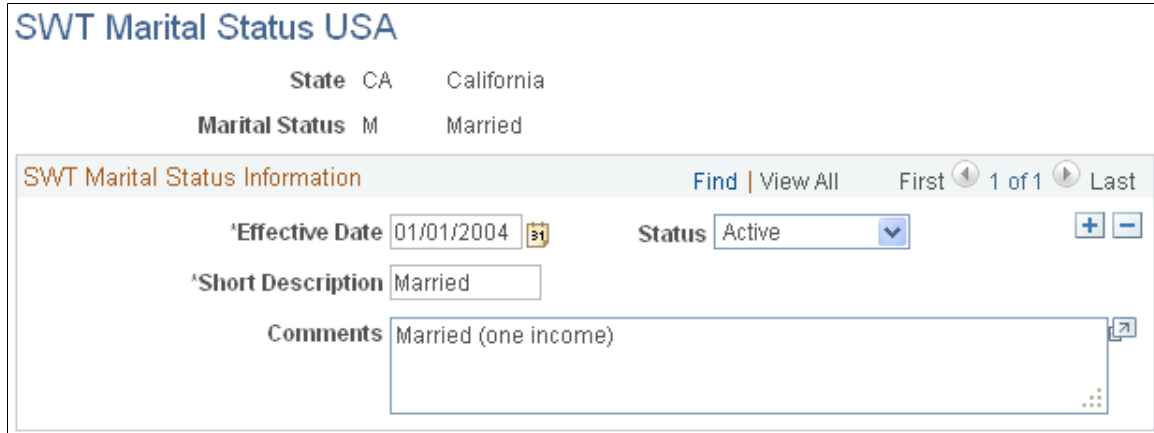 SWT Marital Status USA
State CA California
Marital Status M Married
SWT Marital Status Information Find | View All First 1 of 1 Last
*Effective Date 01/01/2004 31 Status Active
*Short Description Married
Comments Married (one income)